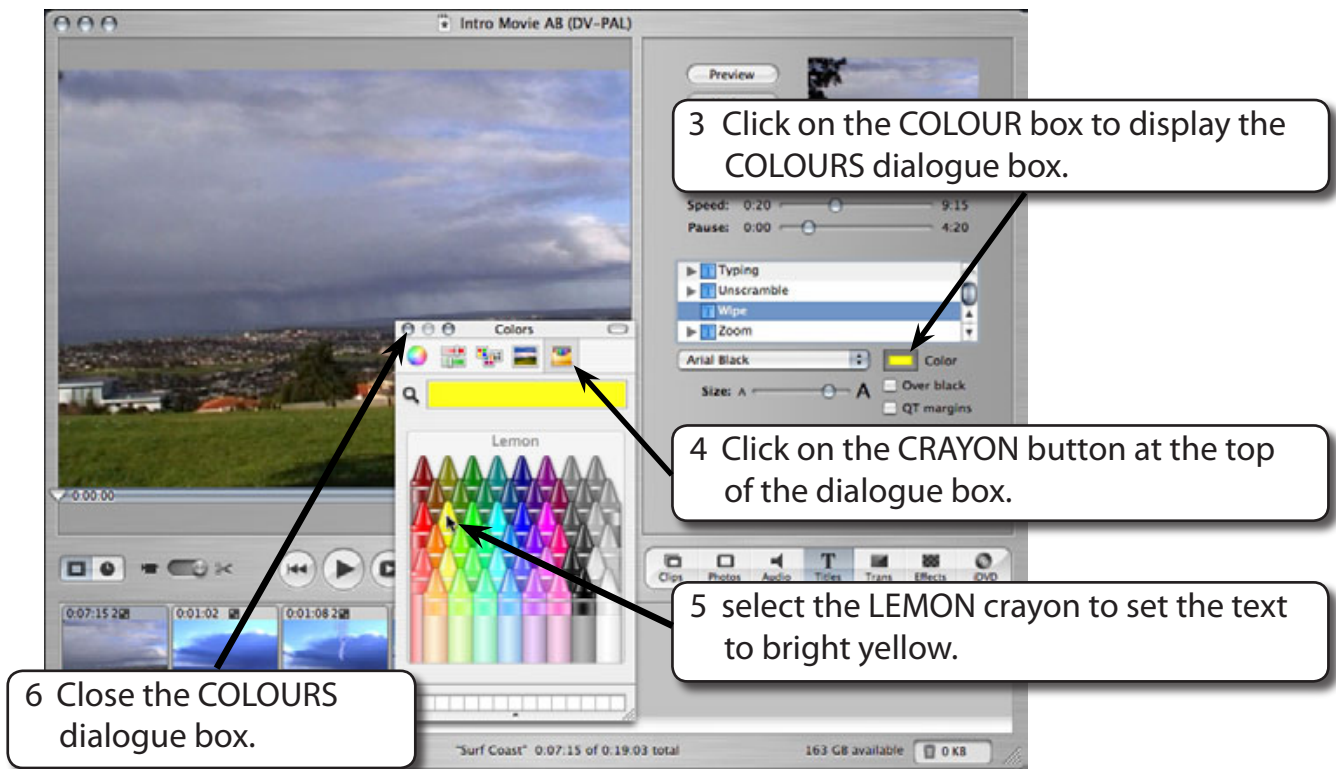 Intro Movie AB (DV-PAL)
Preview
3 Click on the COLOUR box to display the
COLOURS dialogue box.
Speed: 0:20 9:15
Pause: 0:00 4:20
Typing
Unscramble
Wipe
Zoom
Arial Black
Color
Size: A A
Over black
QT margins
Colors
Lemon
4 Click on the CRAYON button at the top
of the dialogue box.
0:00:00
Clips Photos Audio Titles Trans Effects iDVD
5 select the LEMON crayon to set the text
to bright yellow.
0:07:15 2
0:01:02
0:01:08 2
6 Close the COLOURS
dialogue box.
"Surf Coast" 0:07:15 of 0:19:03 total
163 GB available
0 KB